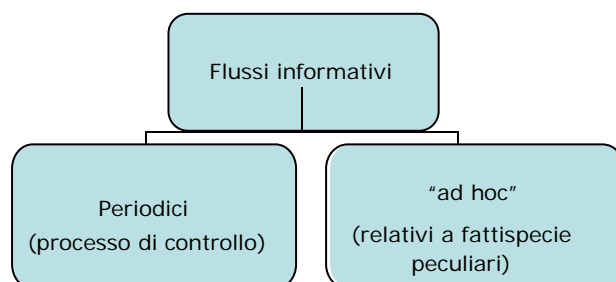 Flussi informativi
Periodici
(processo di controllo)
“ad hoc”
(relativi a fattispecie
peculiari)